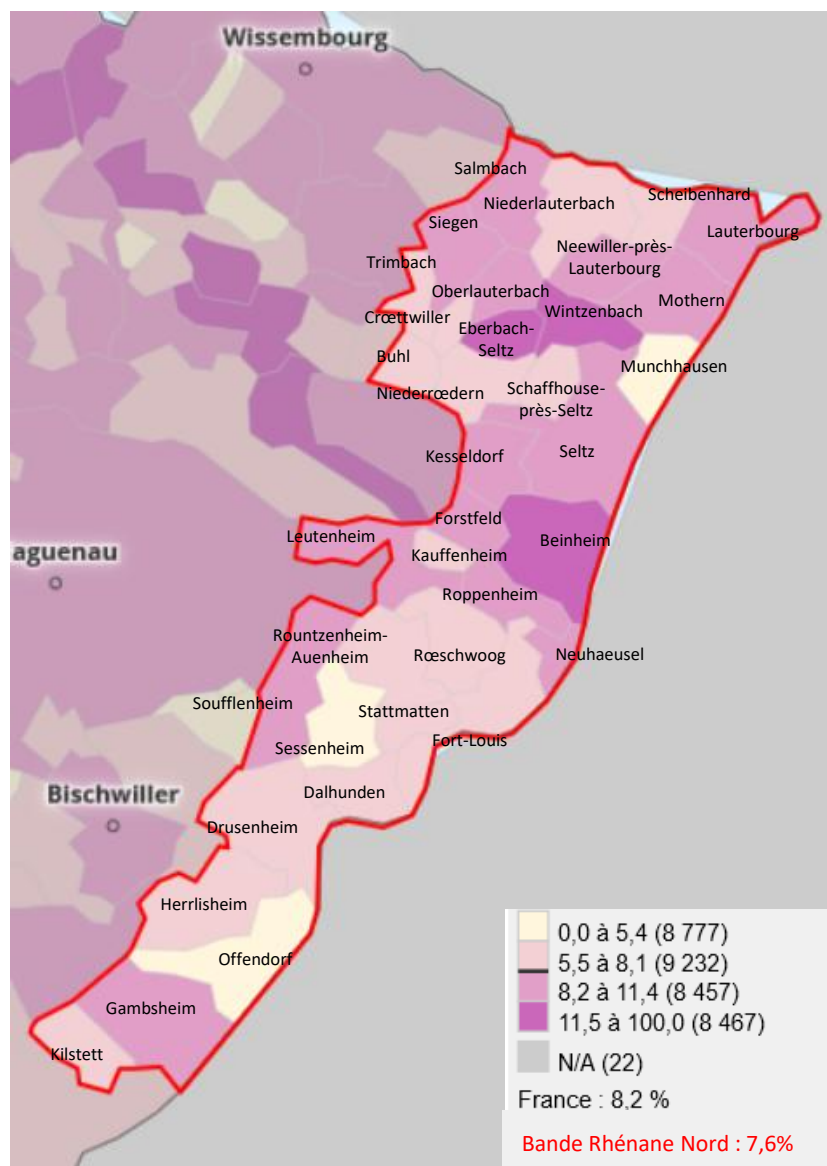 Wissembourg
Salmbach
Niederlauterbach
Scheibenhard
Siegen
Lauterbourg
Neewiller-près-
Lauterbourg
Trimbach
Oberlauterbach
Mothern
Wintzenbach
Crœttwiller
Eberbach-
Seltz
Buhl
Munchhausen
Niederrœdern
Schaffhouse-
près-Seltz
Kesseldorf
Seltz
Forstfeld
Leutenheim
Beinheim
aguenau
Kauffenheim
Roppenheim
Rountzenheim-
Auenheim
Rœschwoog
Neuhaeusel
Soufflenheim
Stattmatten
Sessenheim
Fort-Louis
Bischwiller
Dalhunden
Drusenheim
Herrlisheim
Offendorf
Gambsheim
Kilstett
0,0 à 5,4 (8 777)
5,5 à 8,1 (9 232)
8,2 à 11,4 (8 457)
11,5 à 100,0 (8 467)
N/A (22)
France : 8,2 %
Bande Rhénane Nord : 7,6%